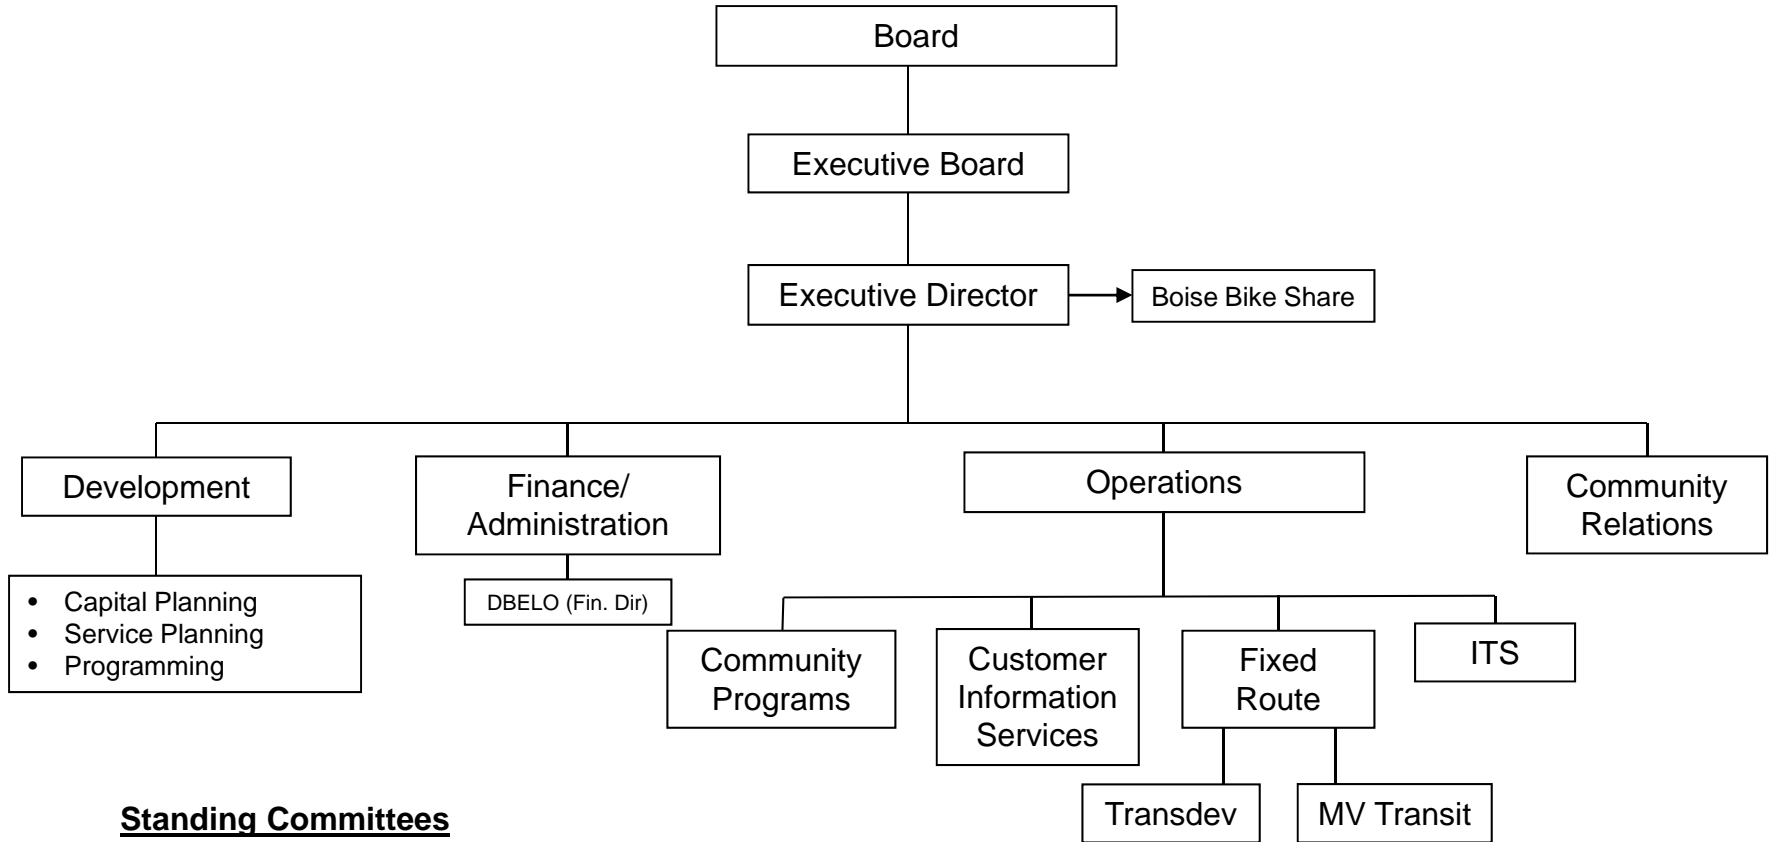 Board
Executive Board
Executive Director
Boise Bike Share
Development
Finance/
Administration
Operations
Community
Relations
• Capital Planning
• Service Planning
• Programming
DBELO (Fin. Dir)
Community
Programs
Customer
Information
Services
Fixed
Route
ITS
Transdev
MV Transit
Standing Committees